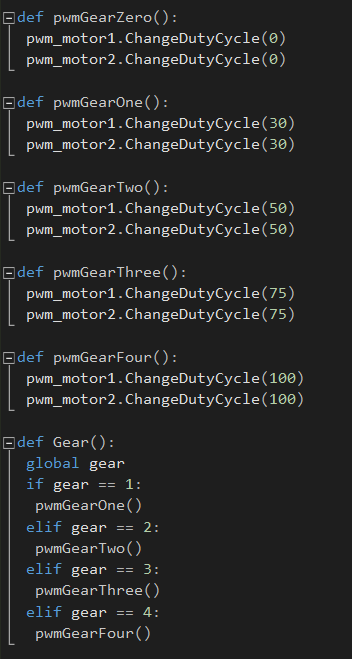 def pwmGearZero():
 pwm_motor1.ChangeDutyCycle(0)
 pwm_motor2.ChangeDutyCycle(0)

def pwmGearOne():
 pwm_motor1.ChangeDutyCycle(30)
 pwm_motor2.ChangeDutyCycle(30)

def pwmGearTwo():
 pwm_motor1.ChangeDutyCycle(50)
 pwm_motor2.ChangeDutyCycle(50)

def pwmGearThree():
 pwm_motor1.ChangeDutyCycle(75)
 pwm_motor2.ChangeDutyCycle(75)

def pwmGearFour():
 pwm_motor1.ChangeDutyCycle(100)
 pwm_motor2.ChangeDutyCycle(100)

def Gear():
 global gear
 if gear == 1:
  pwmGearOne()
 elif gear == 2:
  pwmGearTwo()
 elif gear == 3:
  pwmGearThree()
 elif gear == 4:
  pwmGearFour()